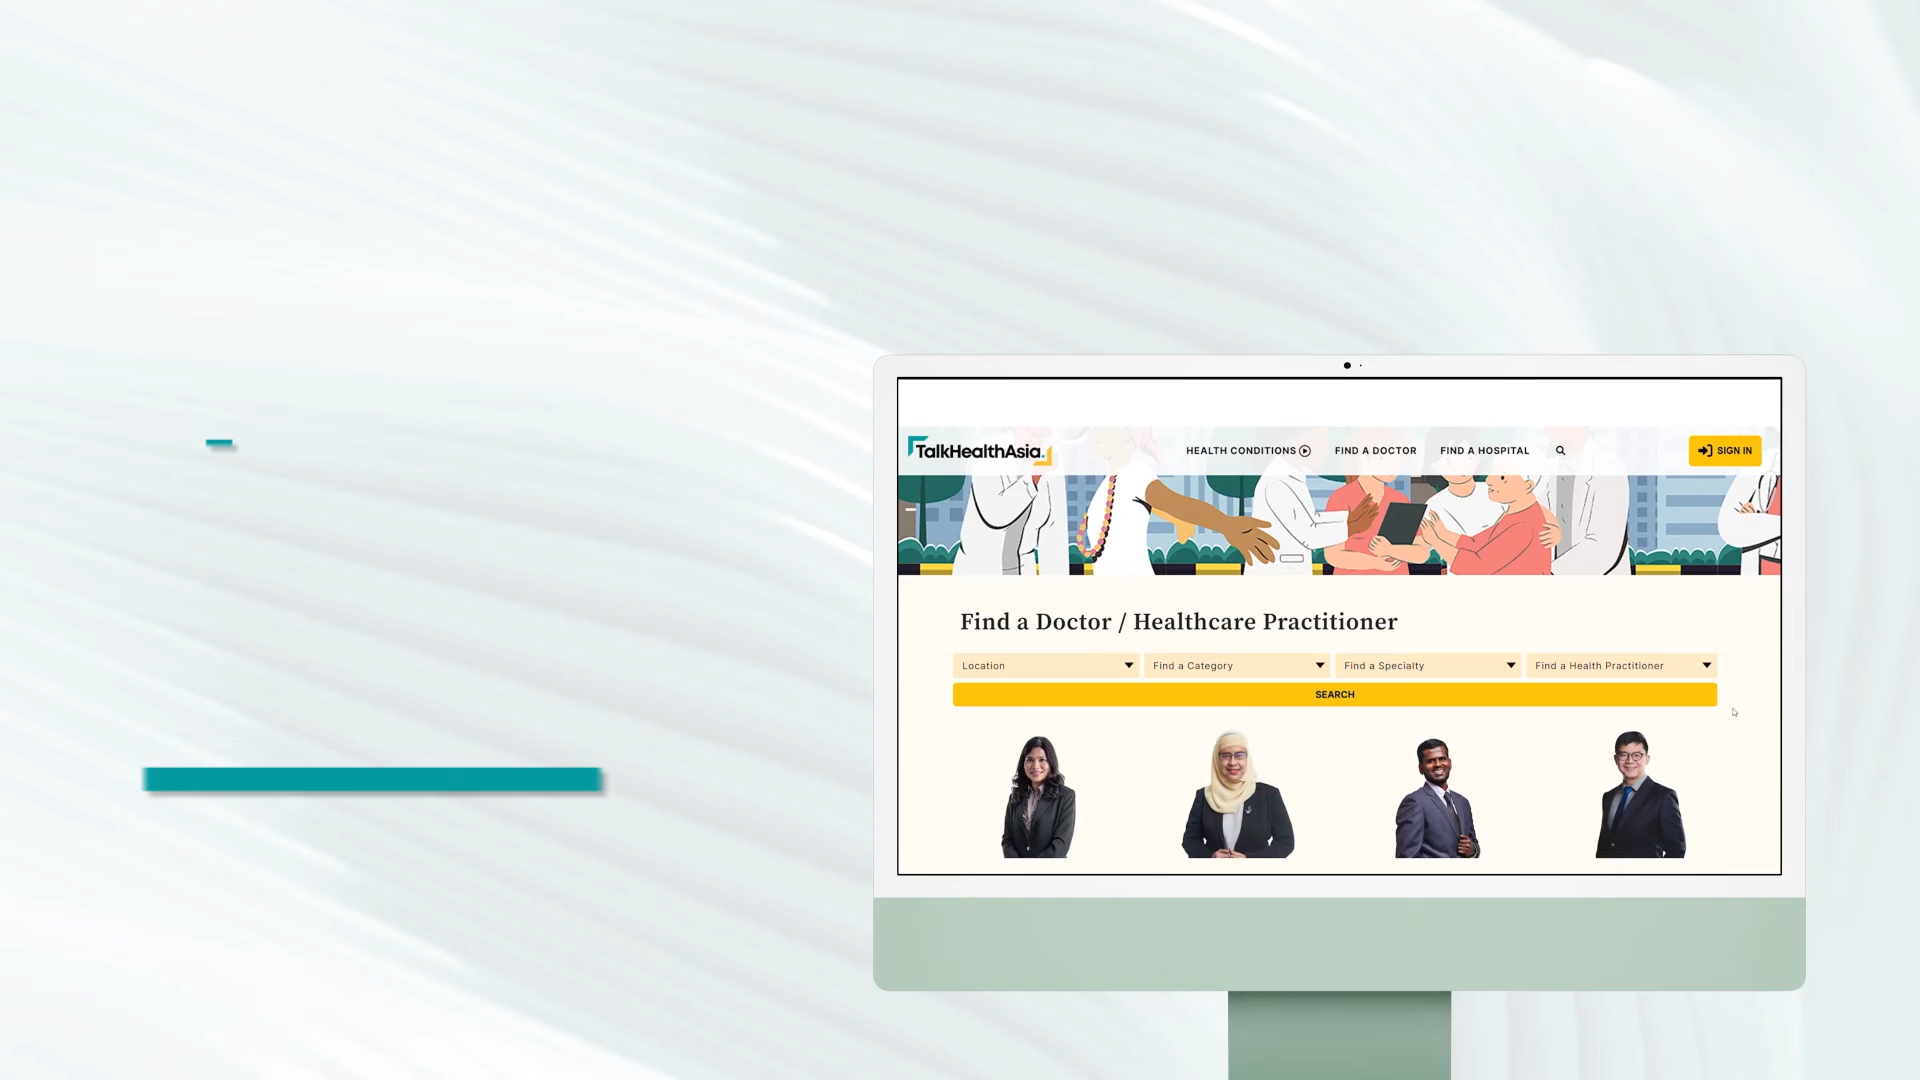 TalkHealthAsia.
HEALTH CONDITIONS
FIND A DOCTOR
FIND A HOSPITAL
SIGN IN
Find a Doctor / Healthcare Practitioner
Location
Find a Category
Find a Specialty
Find a Health Practitioner
SEARCH